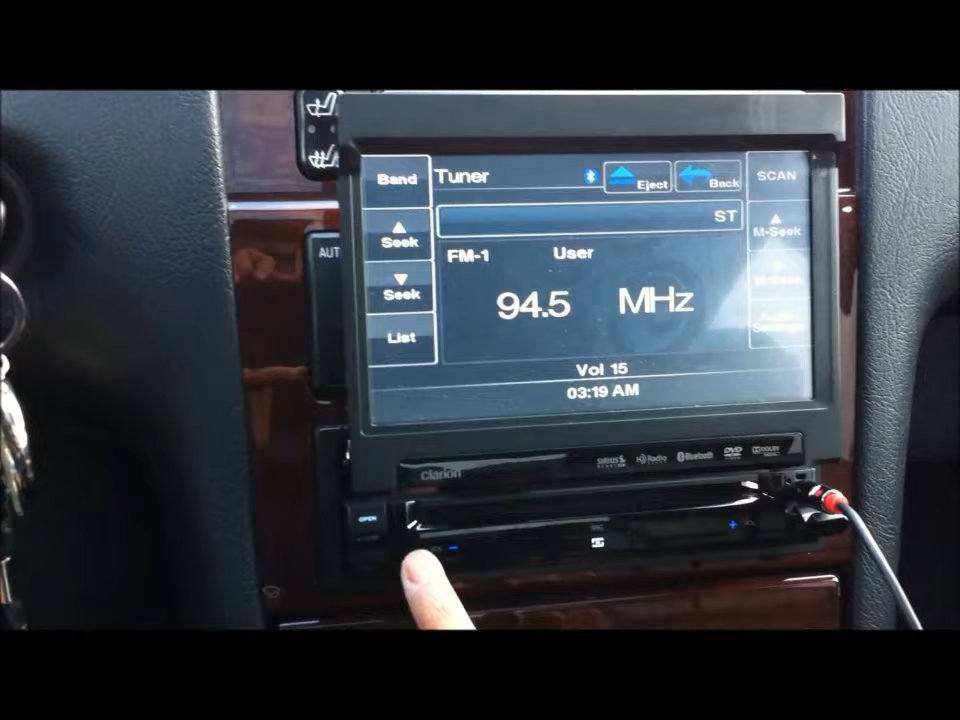 Band
Tuner
Eject
Back
SCAN
Seek
ST
M-Seek
FM-1
User
AUT
Seek
94.5 MHz
List
Vol 15
03:19 AM
clarion
SIRIUS
HD Radio
Bluetooth
DVD
DOLBY
OPEN